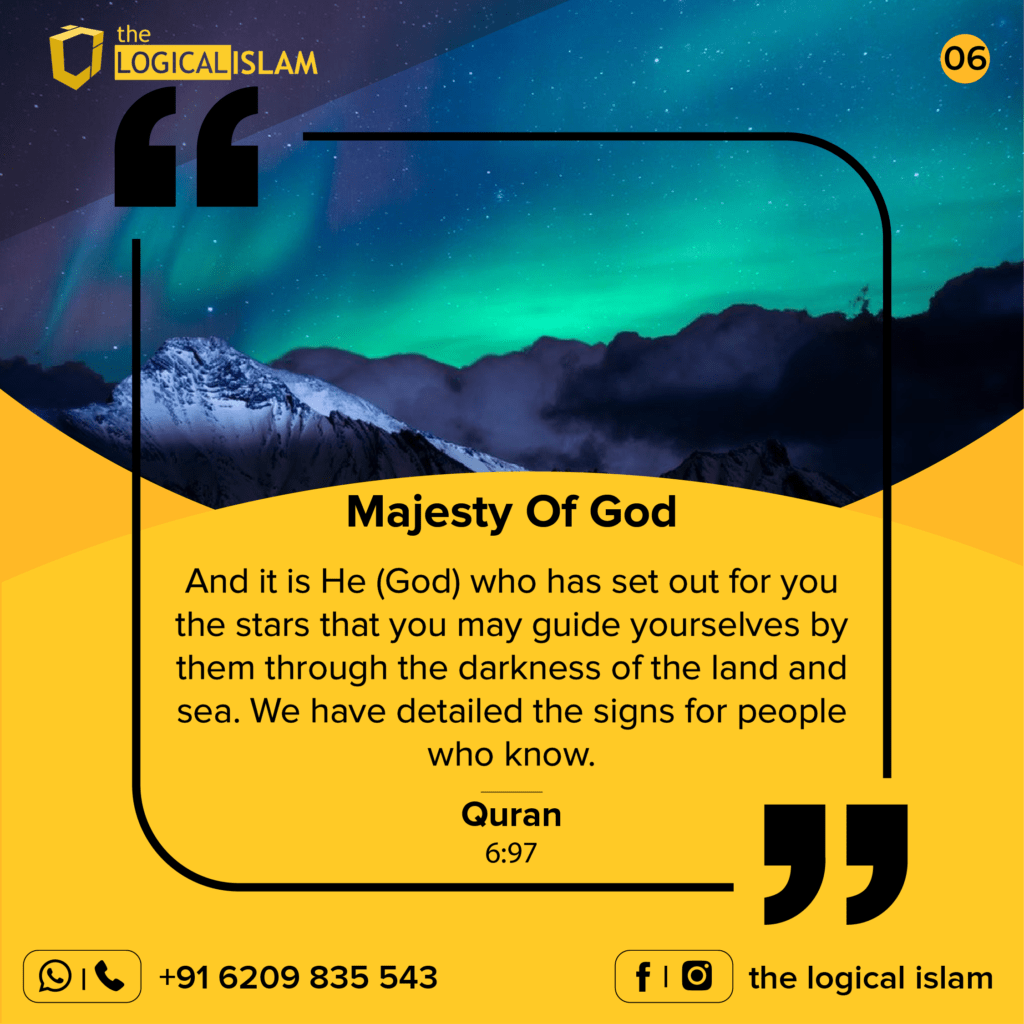 the
LOGICAL ISLAM
06
Majesty Of God
And it is He (God) who has set out for you
the stars that you may guide yourselves by
them through the darkness of the land and
sea. We have detailed the signs for people
who know.
Quran
6:97
+91 6209 835 543
the logical islam